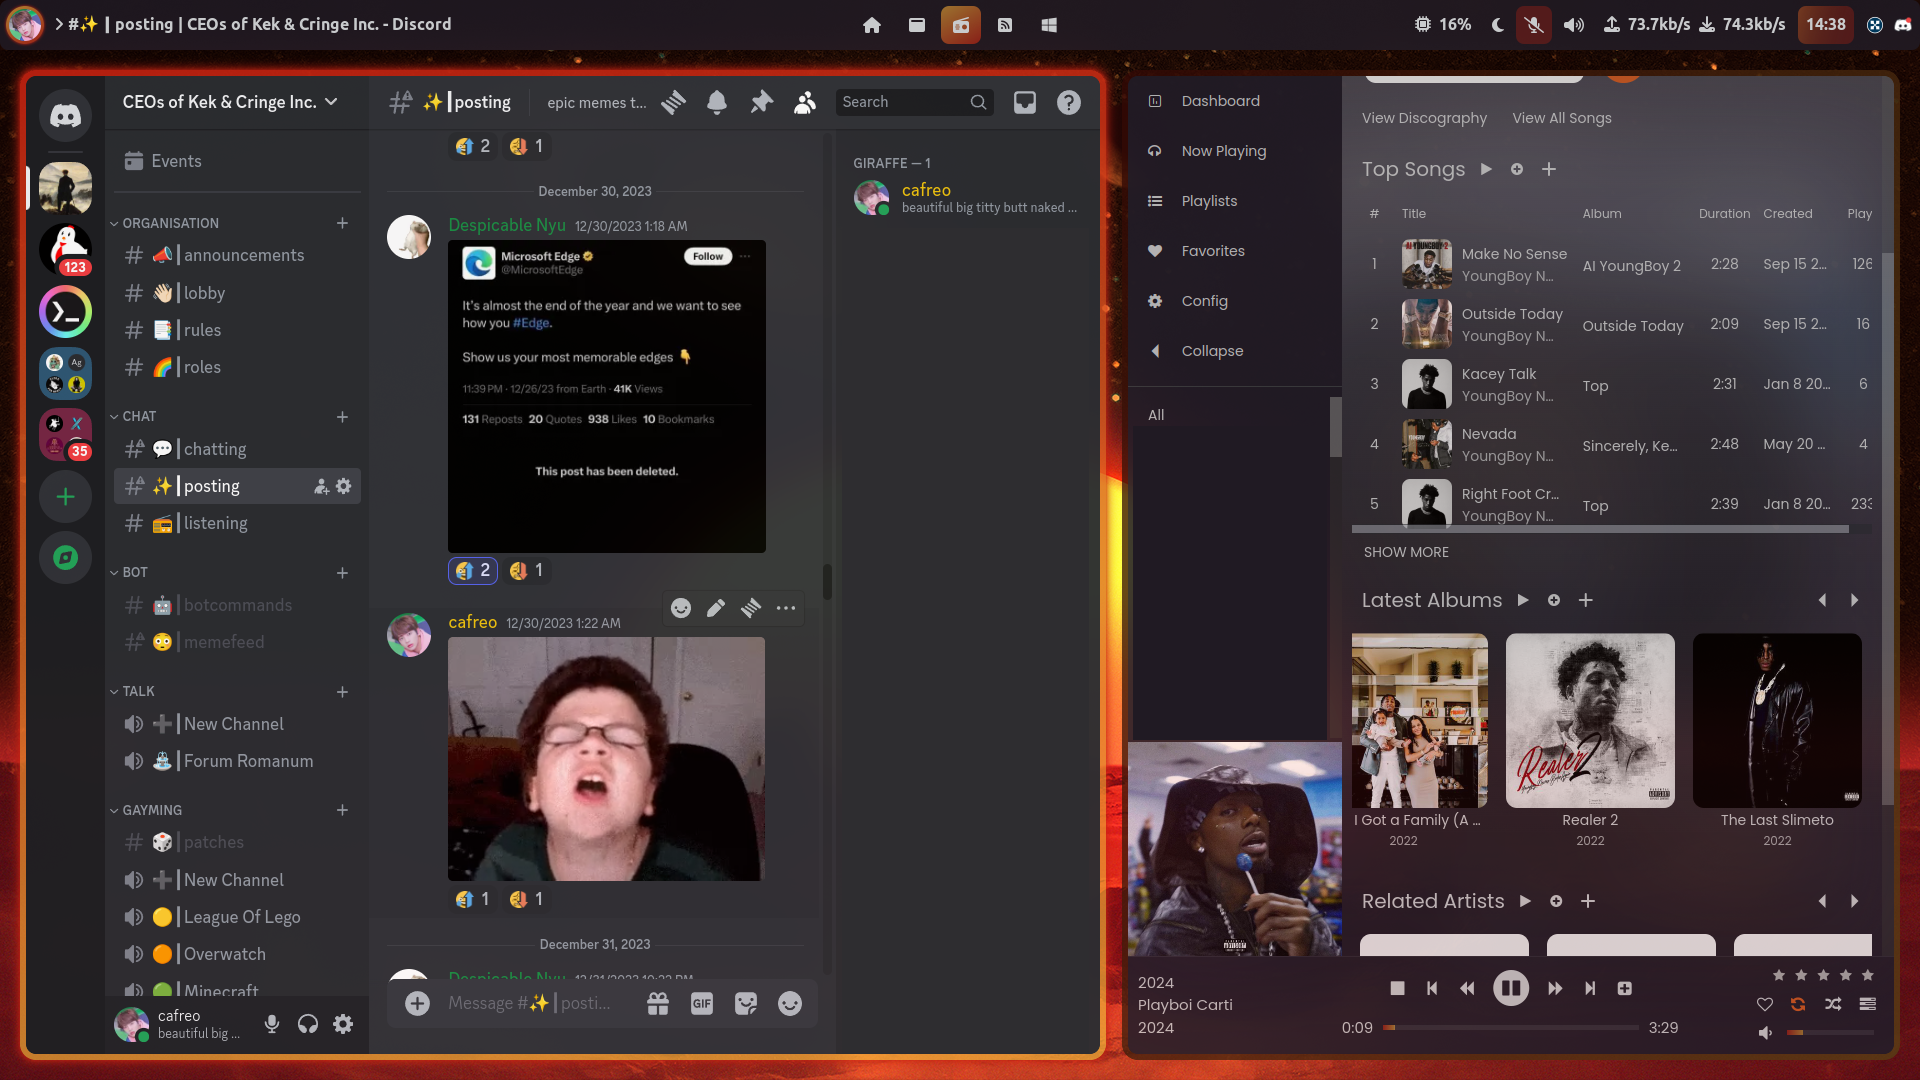 #✨ | posting | CEOs of Kek & Cringe Inc. - Discord
16%
73.7kb/s
74.3kb/s
14:38
CEOs of Kek & Cringe Inc.
Events
ORGANISATION
announcements
lobby
rules
roles
CHAT
chatting
posting
listening
BOT
botcommands
memefeed
TALK
New Channel
Forum Romanum
GAYMING
patches
New Channel
League Of Lego
Overwatch
Minecraft
123
35
Ag
cafreo
beautiful big ...
✨|posting
epic memes t...
Search
2
1
December 30, 2023
Despicable Nyu 12/30/2023 1:18 AM
Microsoft Edge
@MicrosoftEdge
Follow
It's almost the end of the year and we want to see
how you #Edge.
Show us your most memorable edges 👇
11:39 PM · 12/26/23 from Earth · 41K Views
131 Reposts 20 Quotes 938 Likes 10 Bookmarks
This post has been deleted.
2
1
cafreo 12/30/2023 1:22 AM
1
1
December 31, 2023
Despicable Nyu 12/31/2023 10:22 PM
Message #✨ | posti...
GIF
GIRAFFE — 1
cafreo
beautiful big titty butt naked ...
Dashboard
Now Playing
Playlists
Favorites
Config
Collapse
All
View Discography
View All Songs
Top Songs
# Title Album Duration Created Play
1 Make No Sense AI YoungBoy 2 2:28 Sep 15 2... 126
YoungBoy N...
2 Outside Today Outside Today 2:09 Sep 15 2... 16
YoungBoy N...
3 Kacey Talk Top 2:31 Jan 8 20... 6
YoungBoy N...
4 Nevada Sincerely, Ke... 2:48 May 20 ... 4
YoungBoy N...
5 Right Foot Cr... Top 2:39 Jan 8 20... 233
YoungBoy N...
SHOW MORE
Latest Albums
Realer 2
I Got a Family (A ...
2022
Realer 2
2022
The Last Slimeto
2022
Related Artists
2024
Playboi Carti
2024
0:09
3:29